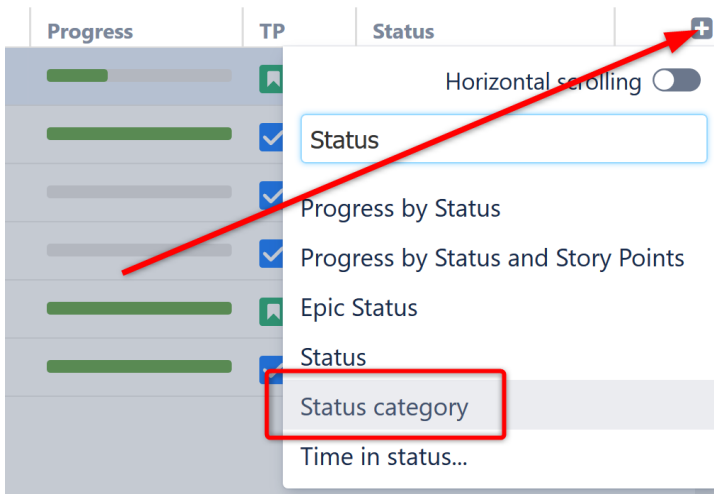 Progress TP Status
Horizontal scrolling
Status
Progress by Status
Progress by Status and Story Points
Epic Status
Status
Status category
Time in status...